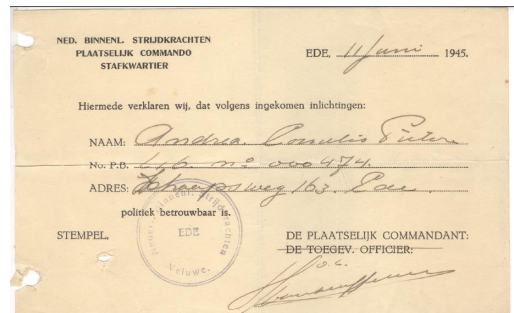 NED. BINNENL. STRIJDKRACHTEN
PLAATSELIJK COMMANDO
STAFKWARTIER
EDE, 11 Juni 1945.
Hiermede verklaren wij, dat volgens ingekomen inlichtingen:
NAAM: Andrea. Cornelis Pieter
No. P.B. no 000474.
ADRES: Schaapsweg 163. Ede.
politiek betrouwbaar is.
STEMPEL,
EDE
Veluwe.
DE PLAATSELIJK COMMANDANT:
DE TOEGEV. OFFICIER: